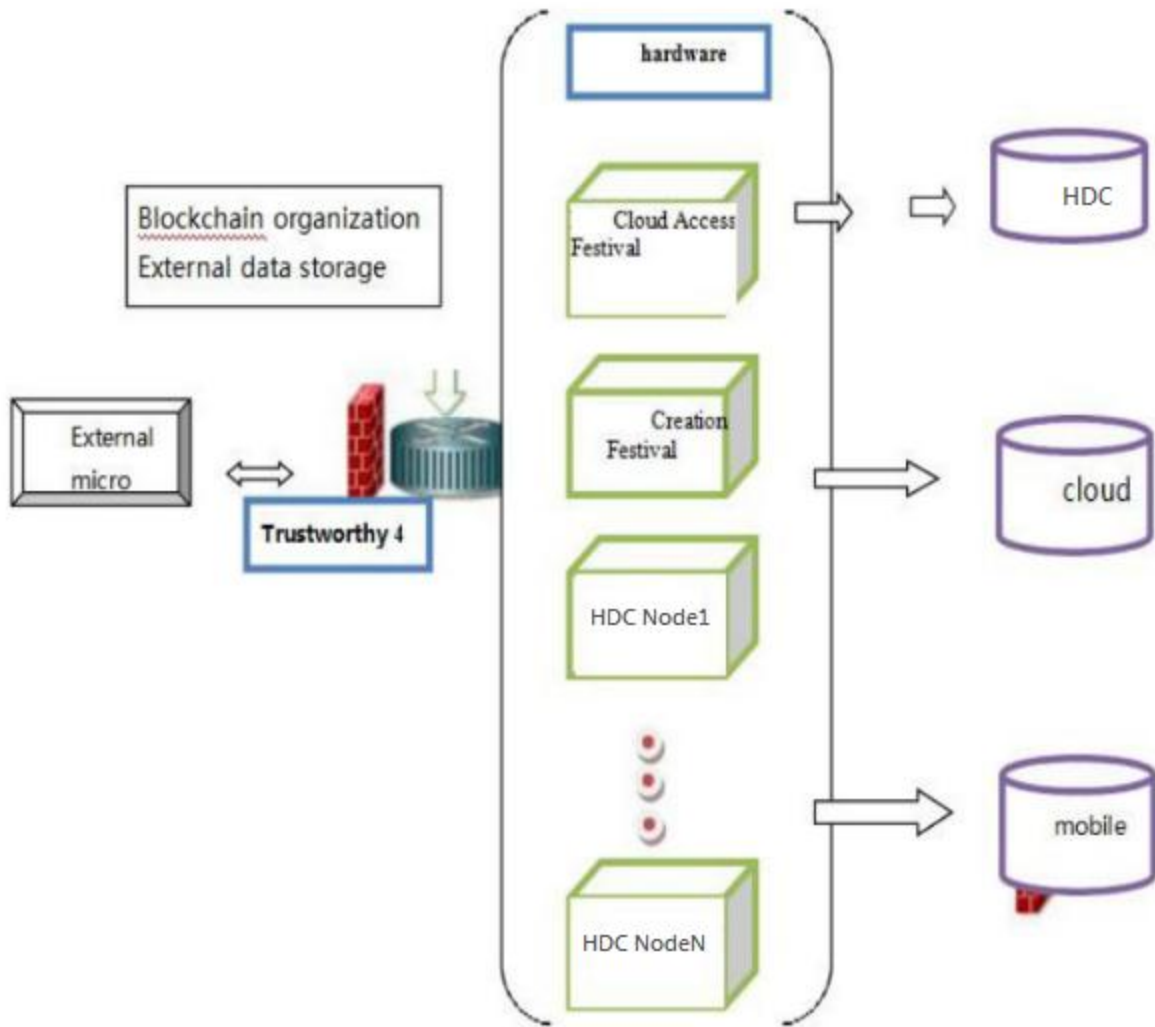 hardware
Blockchain organization
External data storage
Cloud Access
Festival
HDC
External
micro
Trustworthy 4
Creation
Festival
cloud
HDC Node1
mobile
HDC NodeN